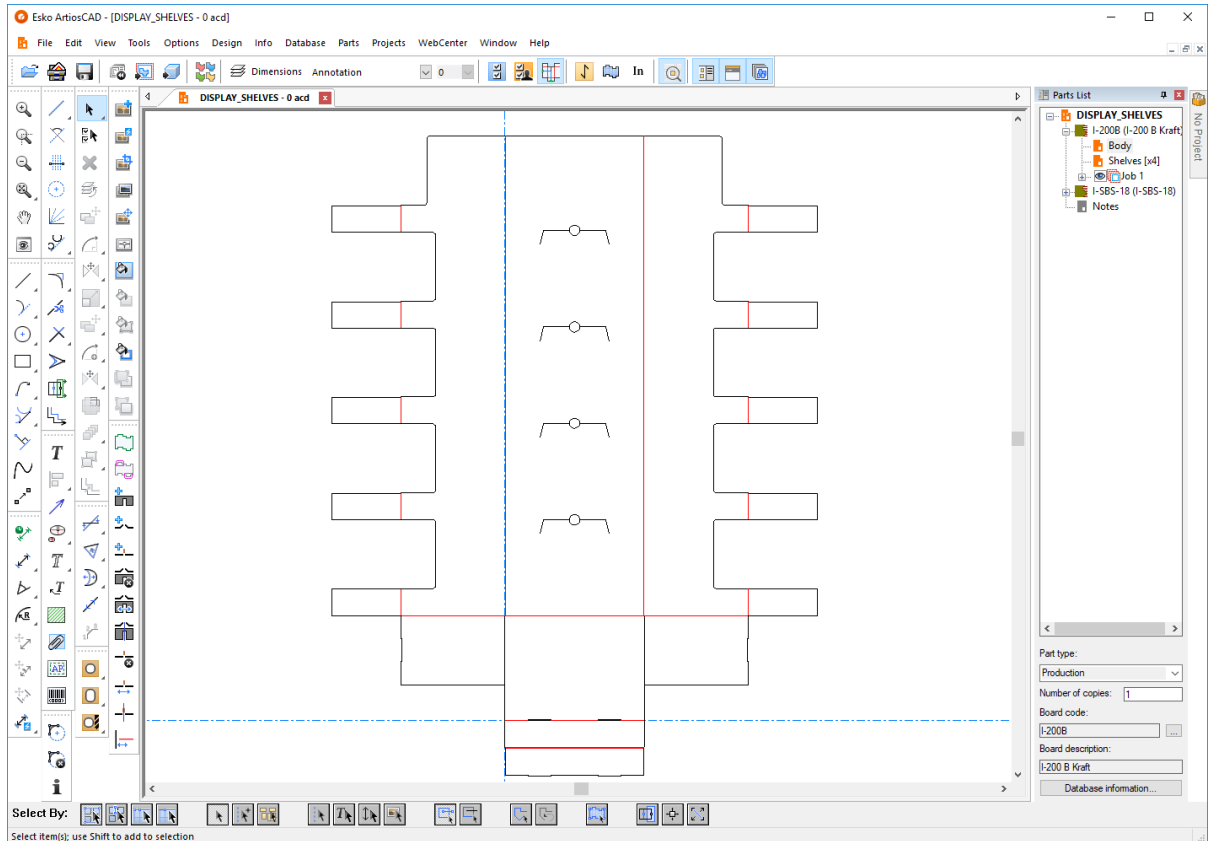 Esko ArtiosCAD - [DISPLAY_SHELVES - 0 acd]
File Edit View Tools Options Design Info Database Parts Projects WebCenter Window Help
Dimensions Annotation 0 In
DISPLAY_SHELVES - 0 acd
Parts List
DISPLAY_SHELVES
I-200B (I-200 B Kraft)
Body
Shelves [x4]
Job 1
I-SBS-18 (I-SBS-18)
Notes
No Project
Part type:
Production
Number of copies: 1
Board code:
I-200B
...
Board description:
I-200 B Kraft
Database information...
Select By:
Select item(s); use Shift to add to selection